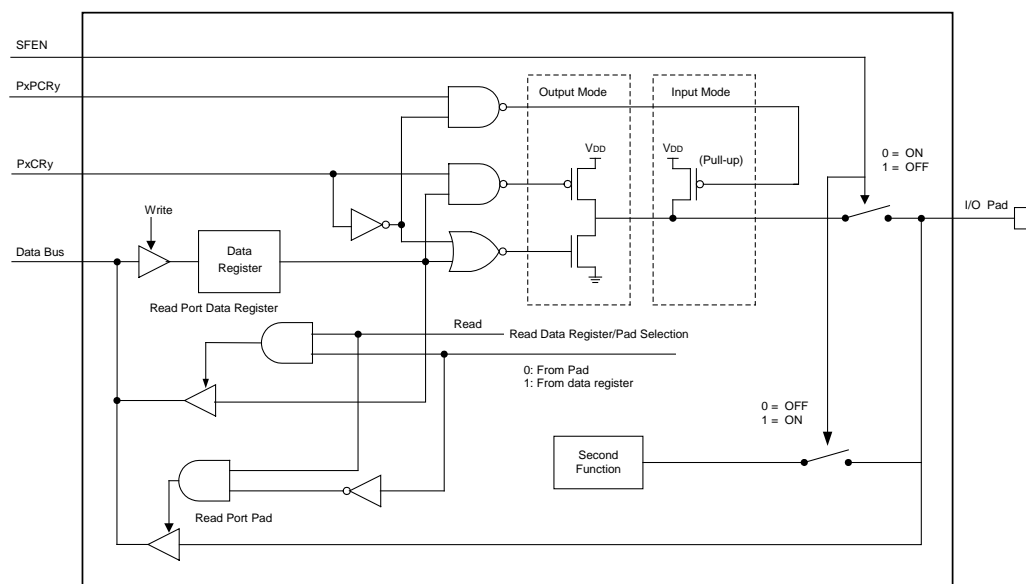 SFEN
PxPCRy
Output Mode
Input Mode
VDD
VDD
(Pull-up)
0 = ON
1 = OFF
PxCRy
I/O Pad
Write
Data Bus
Data
Register
Read Port Data Register
Read
Read Data Register/Pad Selection
0: From Pad
1: From data register
0 = OFF
1 = ON
Second
Function
Read Port Pad